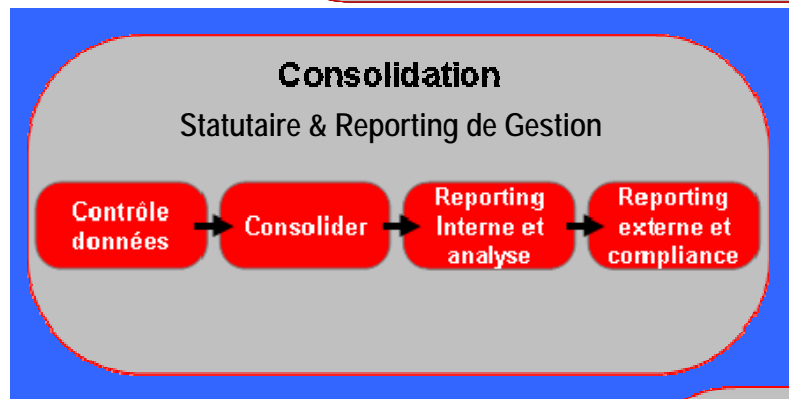 Consolidation
Statutaire & Reporting de Gestion
Contrôle
données
Consolider
Reporting
Interne et
analyse
Reporting
externe et
compliance